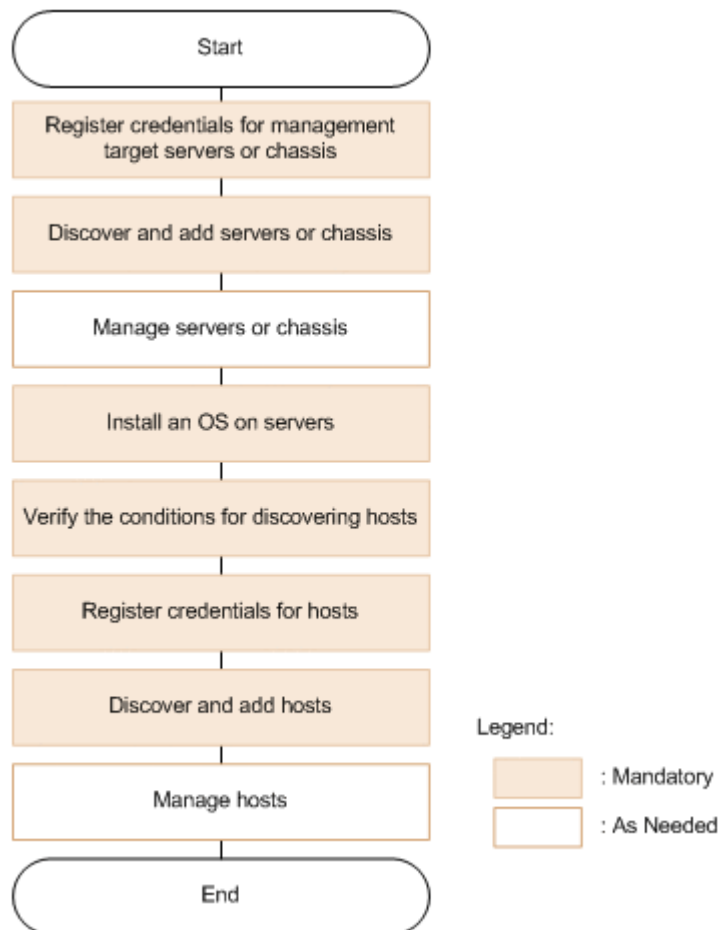 Start
Register credentials for management
target servers or chassis
Discover and add servers or chassis
Manage servers or chassis
Install an OS on servers
Verify the conditions for discovering hosts
Register credentials for hosts
Discover and add hosts
Manage hosts
End
Legend:
: Mandatory
: As Needed